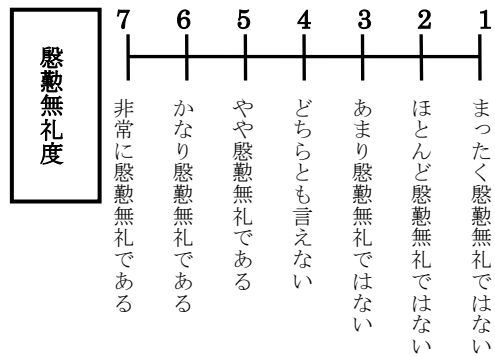 1
まったく慇懃無礼ではない
2
ほとんど慇懃無礼ではない
3
あまり慇懃無礼ではない
4
どちらとも言えない
5
やや慇懃無礼である
6
かなり慇懃無礼である
7
非常に慇懃無礼である
慇懃無礼度